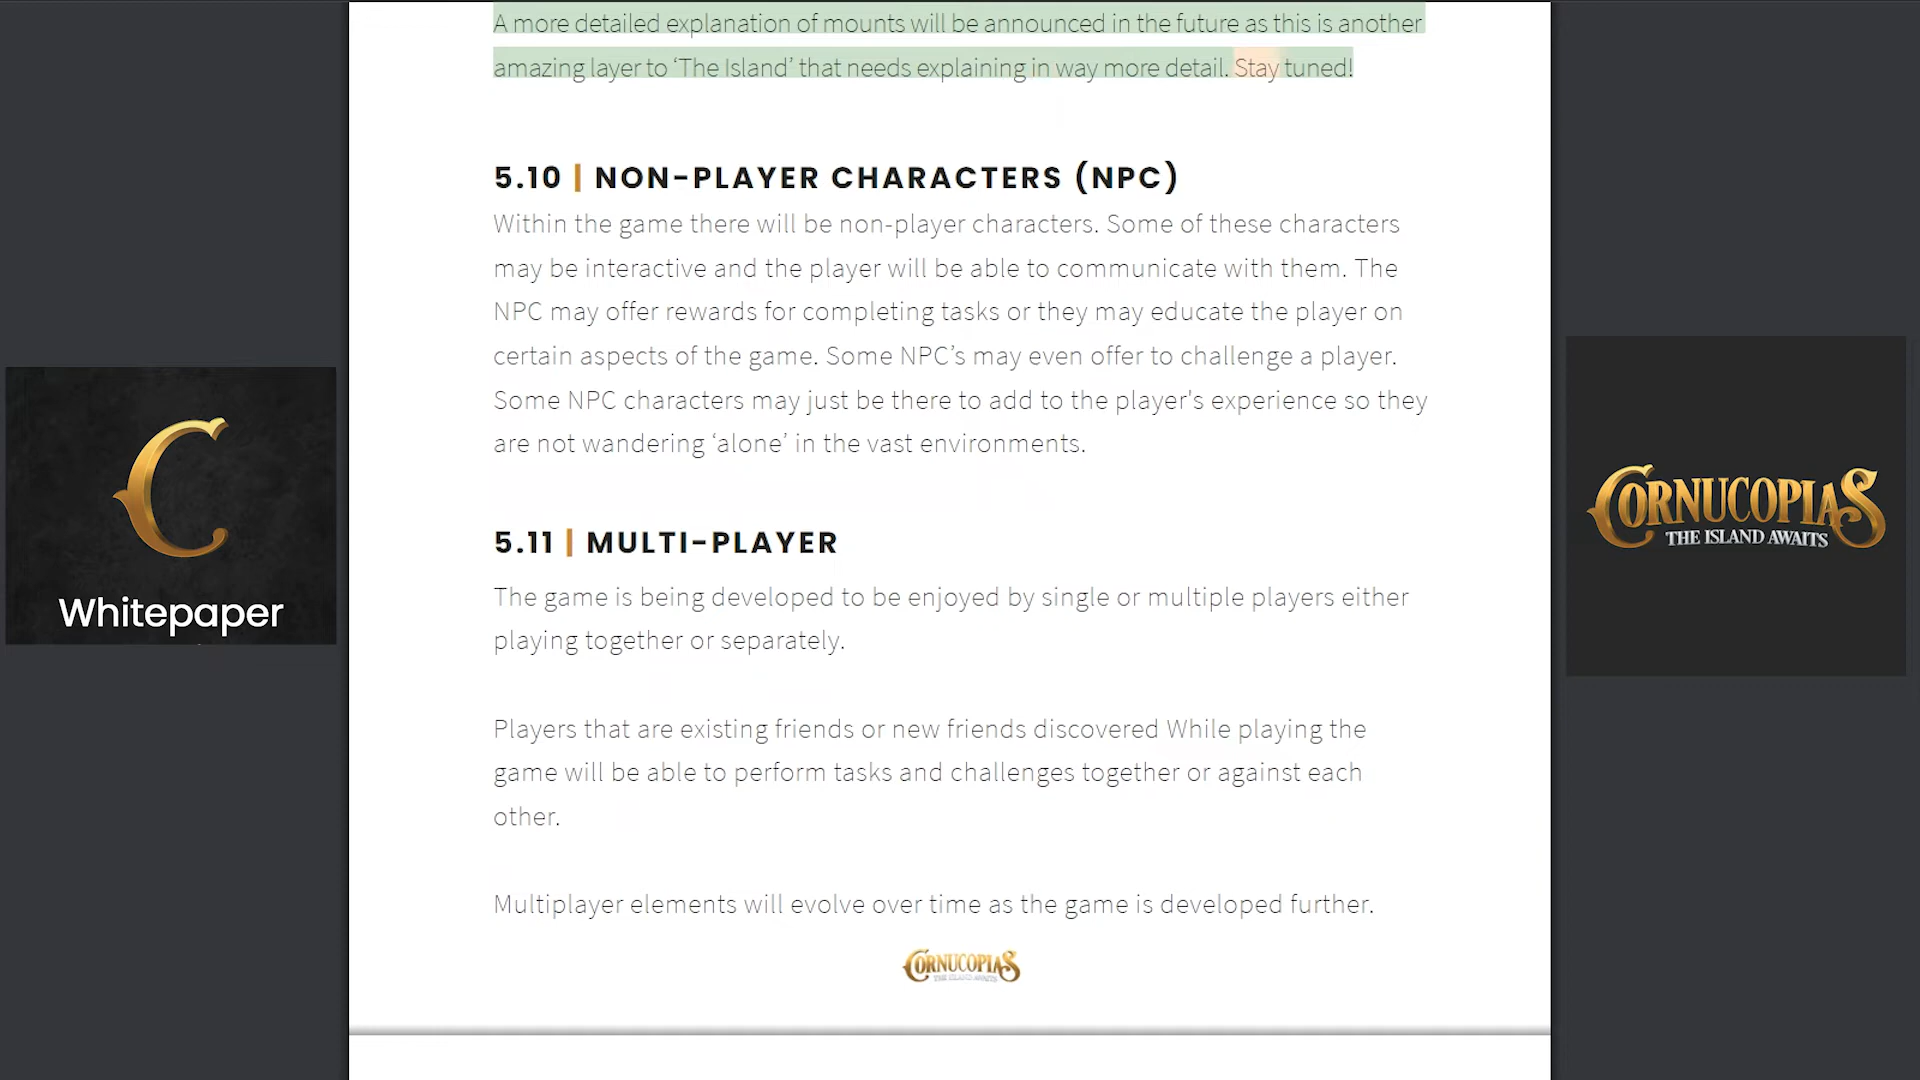 A more detailed explanation of mounts will be announced in the future as this is another
amazing layer to ‘The Island’ that needs explaining in way more detail. Stay tuned!
5.10 | NON-PLAYER CHARACTERS (NPC)
Within the game there will be non-player characters. Some of these characters
may be interactive and the player will be able to communicate with them. The
NPC may offer rewards for completing tasks or they may educate the player on
certain aspects of the game. Some NPC’s may even offer to challenge a player.
Some NPC characters may just be there to add to the player's experience so they
are not wandering ‘alone’ in the vast environments.
5.11 | MULTI-PLAYER
The game is being developed to be enjoyed by single or multiple players either
playing together or separately.
Players that are existing friends or new friends discovered While playing the
game will be able to perform tasks and challenges together or against each
other.
Multiplayer elements will evolve over time as the game is developed further.
CORNUCOPIAS
THE ISLAND AWAITS
C
Whitepaper
CORNUCOPIAS
THE ISLAND AWAITS